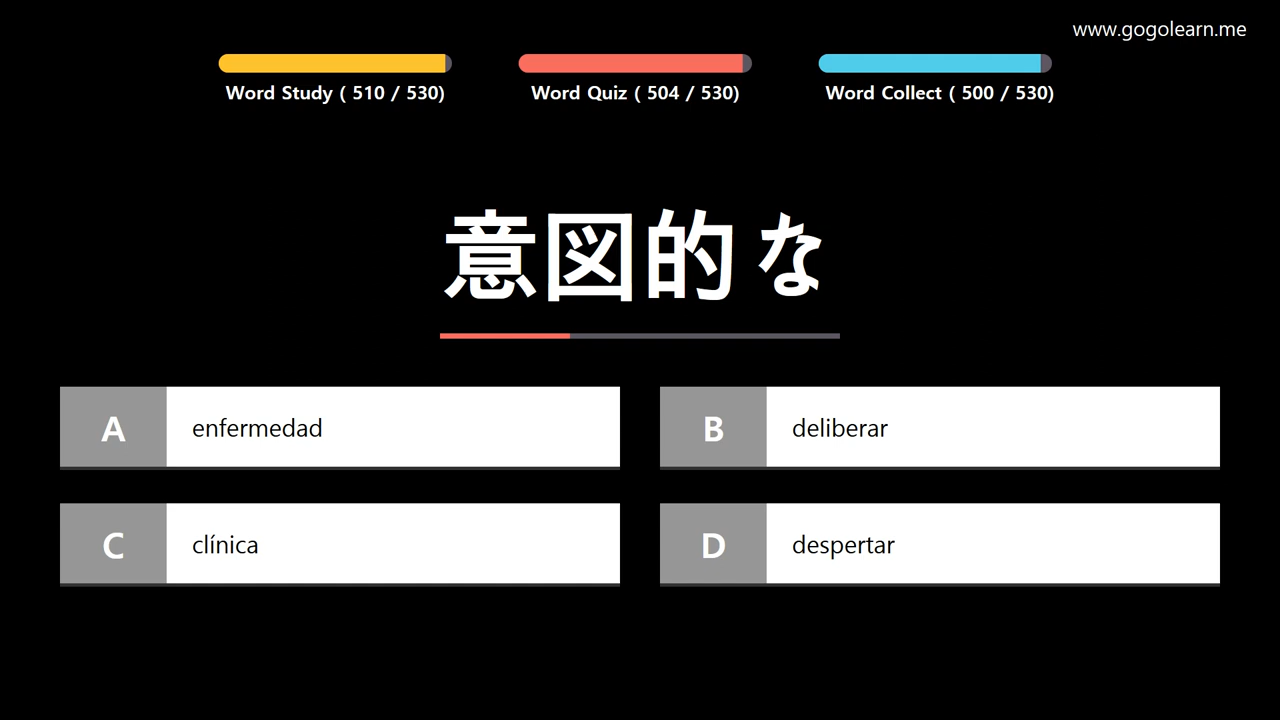 www.gogolearn.me
Word Study ( 510 / 530)
Word Quiz ( 504 / 530)
Word Collect ( 500 / 530)
意図的な
A enfermedad
B deliberar
C clínica
D despertar